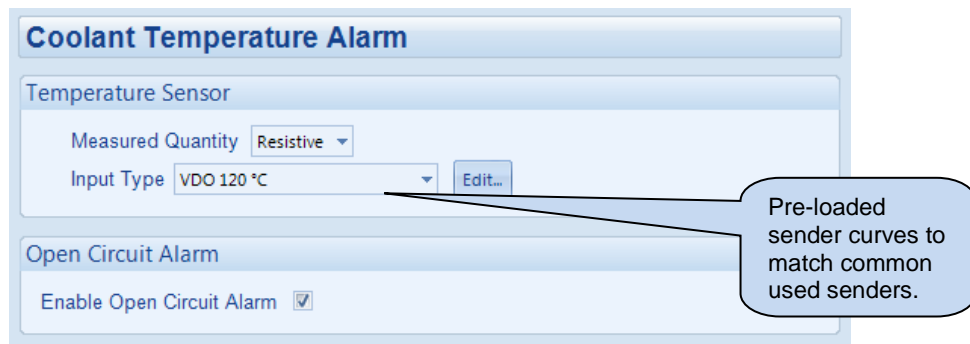 Coolant Temperature Alarm
Temperature Sensor
Measured Quantity Resistive
Input Type VDO 120 °C Edit...
Pre-loaded
sender curves to
match common
used senders.
Open Circuit Alarm
Enable Open Circuit Alarm